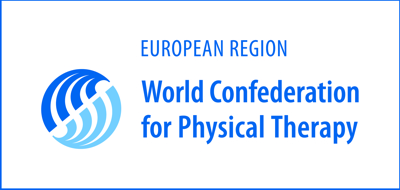 EUROPEAN REGION
World Confederation
for Physical Therapy